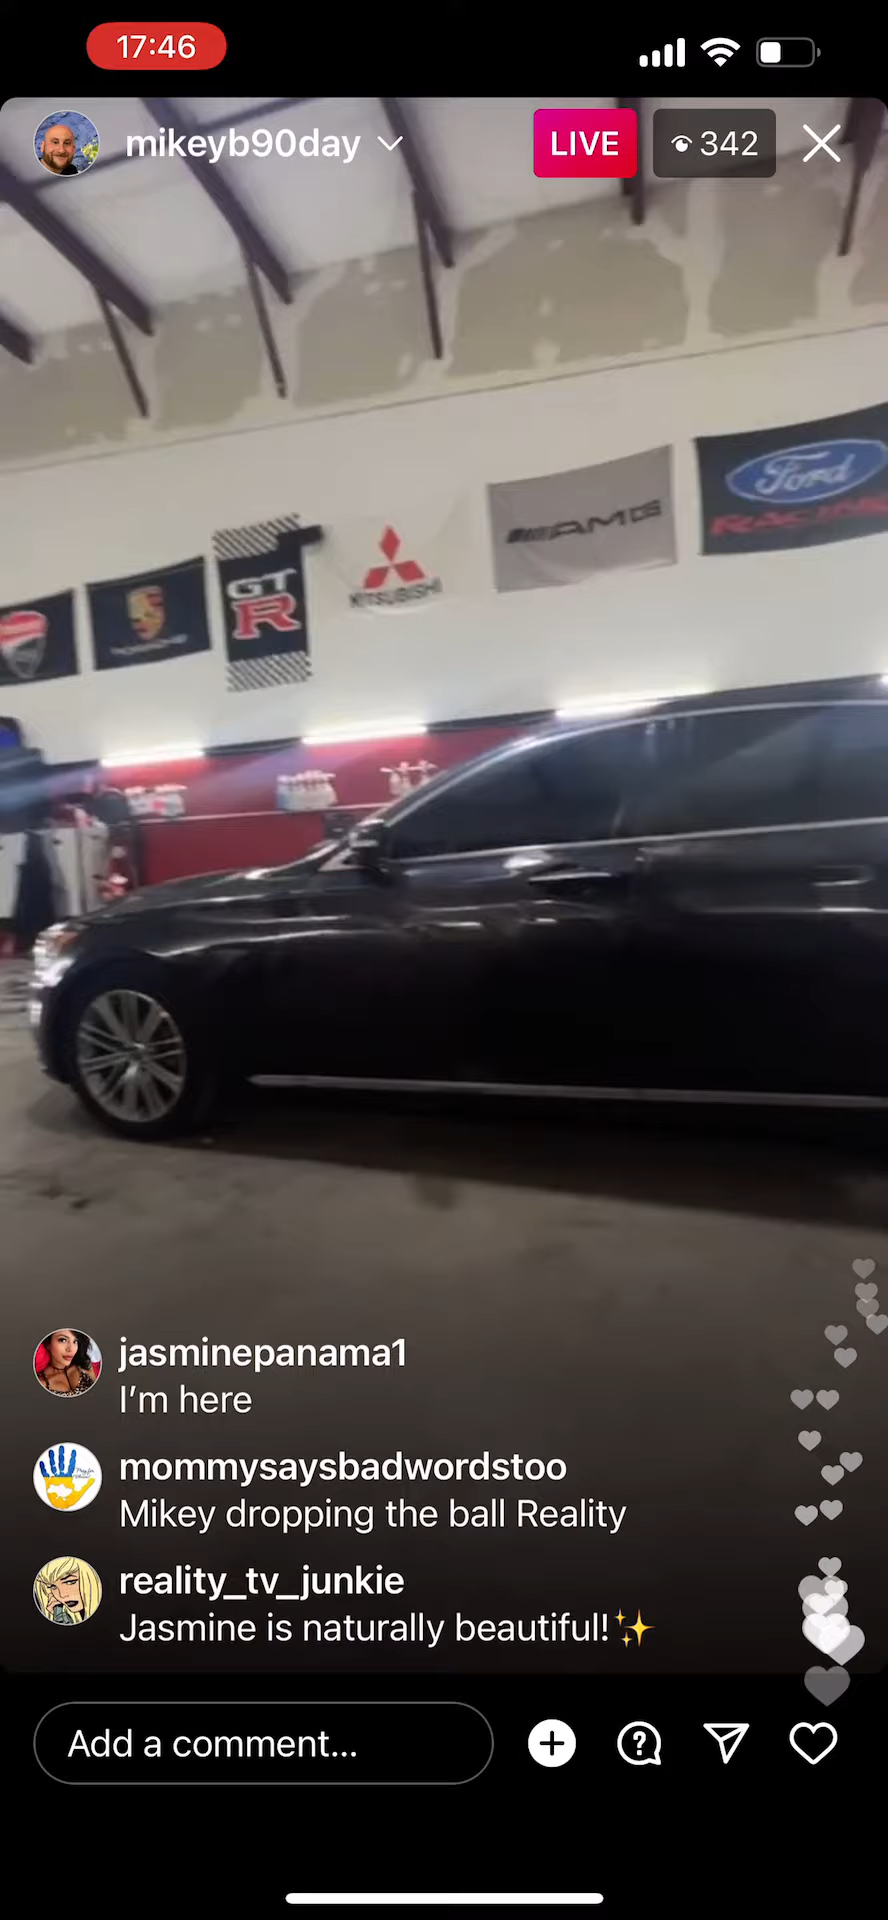 17:46
mikeyb90day
LIVE
342
Ford
RACING
AMG
MITSUBISHI
GT
R
jasminepanama1
I’m here
mommysaysbadwordstoo
Mikey dropping the ball Reality
reality_tv_junkie
Jasmine is naturally beautiful!✨
Add a comment...